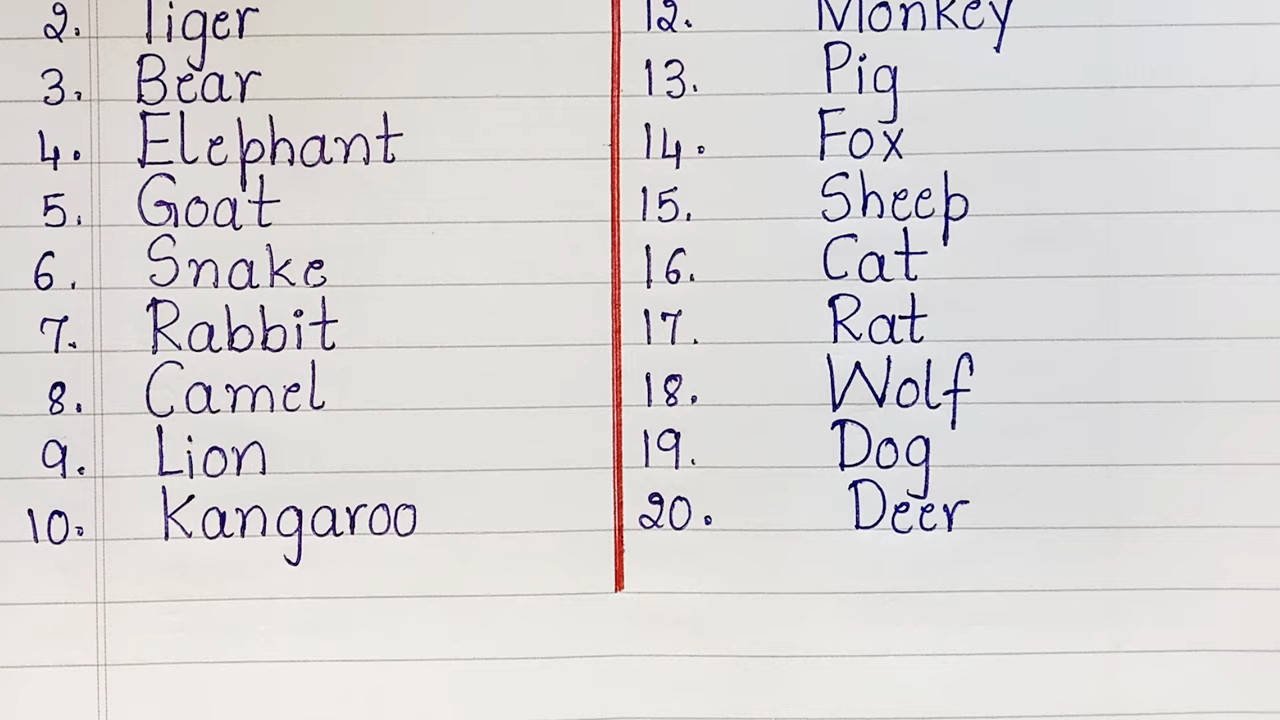 2. Tiger
3. Bear
4. Elephant
5. Goat
6. Snake
7. Rabbit
8. Camel
9. Lion
10. Kangaroo
12. Monkey
13. Pig
14. Fox
15. Sheep
16. Cat
17. Rat
18. Wolf
19. Dog
20. Deer